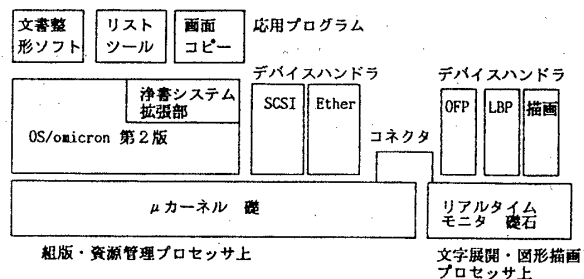 文書整
形ソフト
リスト
ツール
画面
コピー
応用プログラム
浄書システム
拡張部
OS/omicron 第2版
デバイスハンドラ
SCSI
Ether
コネクタ
デバイスハンドラ
OFP
LBP
描画
μカーネル 礎
リアルタイム
モニタ 礎石
組版・資源管理プロセッサ上
文字展開・図形描画
プロセッサ上